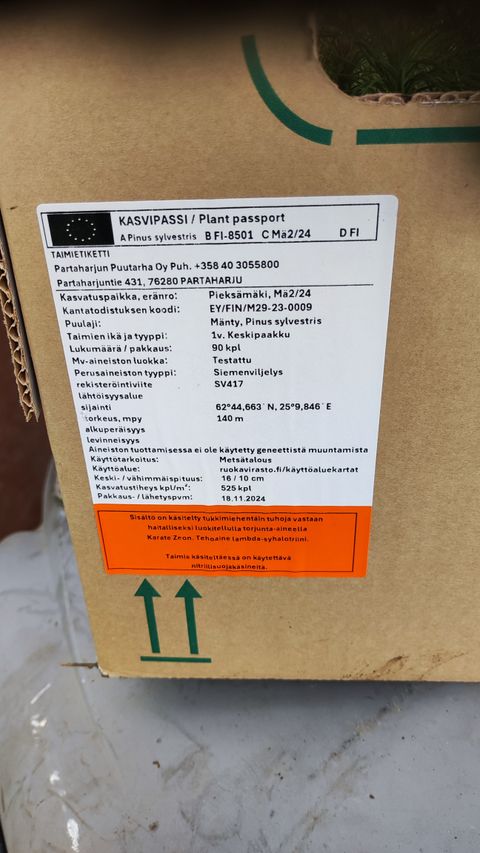 KASVIPASSI / Plant passport
A Pinus sylvestris B FI-8501 C Mä2/24 D FI
TAIMIETIKETTI
Partaharjun Puutarha Oy Puh. +358 40 3055800
Partaharjuntie 431, 76280 PARTAHARJU
Kasvatuspaikka, eränro: Pieksämäki, Mä2/24
Kantatodistuksen koodi: EY/FIN/M29-23-0009
Puulaji: Mänty, Pinus sylvestris
Taimien ikä ja tyyppi: 1v. Keskipaakku
Lukumäärä / pakkaus: 90 kpl
Mv-aineiston luokka: Testattu
Perusaineiston tyyppi: Siemenviljelys
rekisteröintiviite SV417
lähtöisyysalue
sijainti 62°44,663´N, 25°9,846´E
korkeus, mpy 140 m
alkuperäisyys
levinneisyys
Aineiston tuottamisessa ei ole käytetty geneettistä muuntamista
Käyttötarkoitus: Metsätalous
Käyttöalue: ruokavirasto.fi/käyttöaluekartat
Keski- / vähimmäispituus: 16 / 10 cm
Kasvatustiheys kpl/m²: 525 kpl
Pakkaus- / lähetyspvm: 18.11.2024
Sisältö on käsitelty tukkimiehentäin tuhoja vastaan
haitalliseksi luokitellulla torjunta-aineella
Karate Zeon. Tehoaine lambda-syhalotriini.
Taimia käsiteltäessä on käytettävä
nitriilisuojakäsineitä.